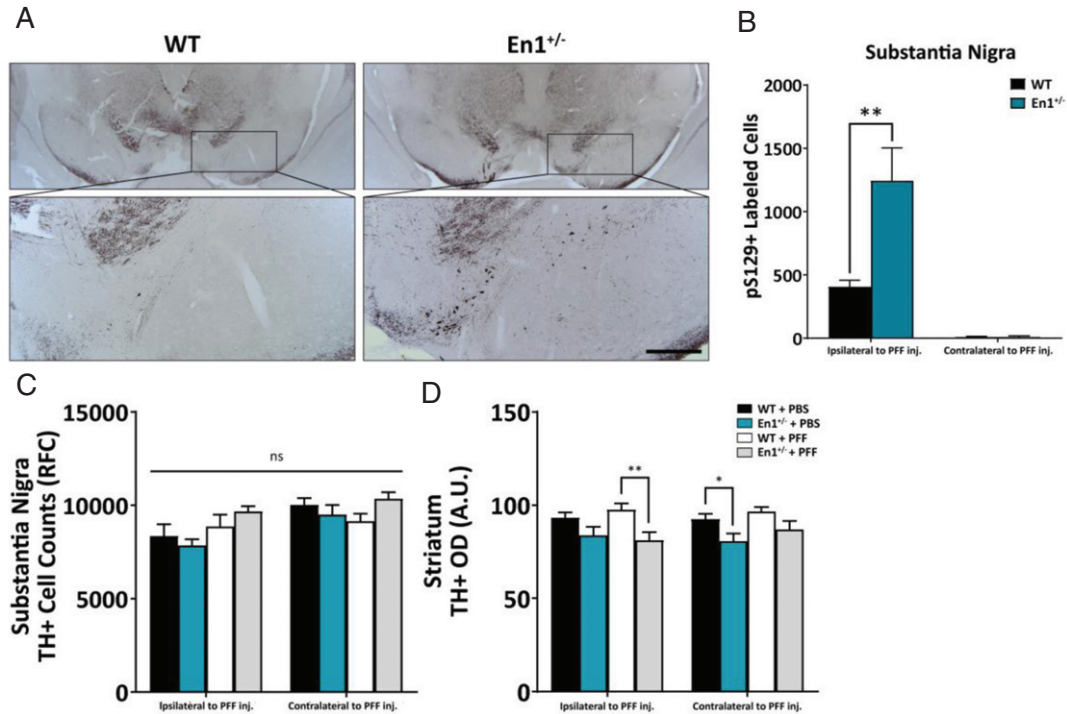 A
WT
En1+/-
B
Substantia Nigra
WT
En1+/-
pS129+ Labeled Cells
2000
1500
1000
500
0
**
Ipsilateral to PFF inj.
Contralateral to PFF inj.
C
Substantia Nigra
TH+ Cell Counts (RFC)
15000
10000
5000
0
ns
Ipsilateral to PFF inj.
Contralateral to PFF inj.
D
Striatum
TH+ OD (A.U.)
150
100
50
0
**
*
WT + PBS
En1+/- + PBS
WT + PFF
En1+/- + PFF
Ipsilateral to PFF inj.
Contralateral to PFF inj.